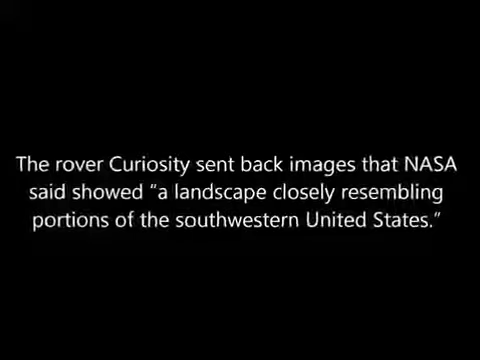 The rover Curiosity sent back images that NASA
said showed “a landscape closely resembling
portions of the southwestern United States.”